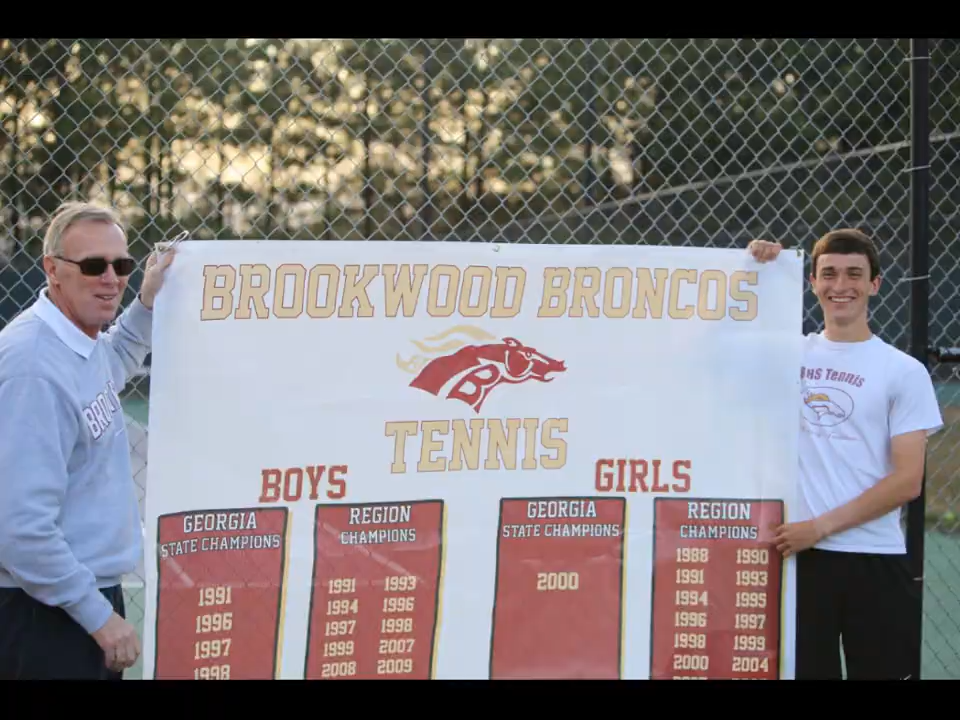 BROOKWOOD BRONCOS
B
TENNIS
BOYS
GEORGIA
STATE CHAMPIONS
1991
1996
1997
1998
REGION
CHAMPIONS
1991 1993
1994 1996
1997 1998
1999 2007
2008 2009
GIRLS
GEORGIA
STATE CHAMPIONS
2000
REGION
CHAMPIONS
1988 1990
1991 1993
1994 1995
1996 1997
1998 1999
2000 2004
BHS Tennis